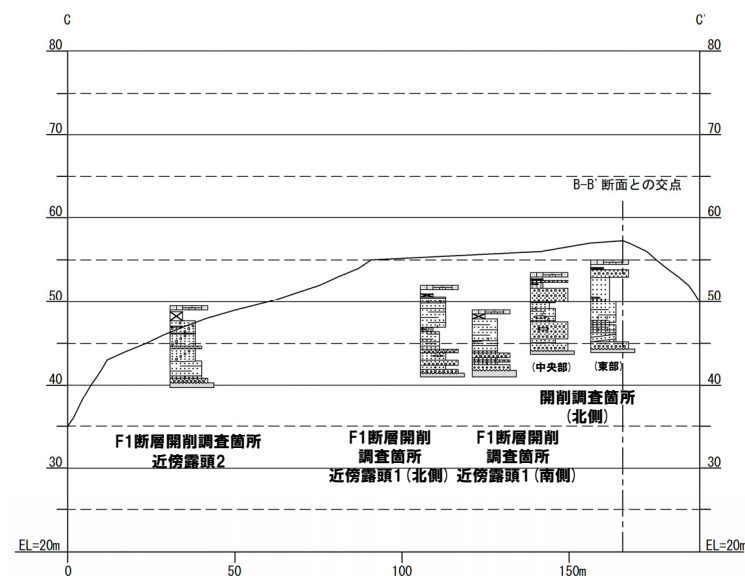 C
C'
80
80
70
70
B-B'断面との交点
60
60
50
50
(中央部)
(東部)
40
40
開削調査箇所
(北側)
F1断層開削調査箇所
近傍露頭2
F1断層開削
調査箇所
近傍露頭1(北側)
F1断層開削
調査箇所
近傍露頭1(南側)
30
30
EL=20m
EL=20m
0
50
100
150m